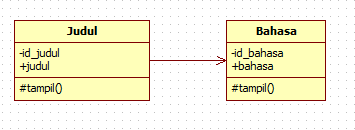 Judul
-id_judul
+judul
#tampil()
Bahasa
-id_bahasa
+bahasa
#tampil()